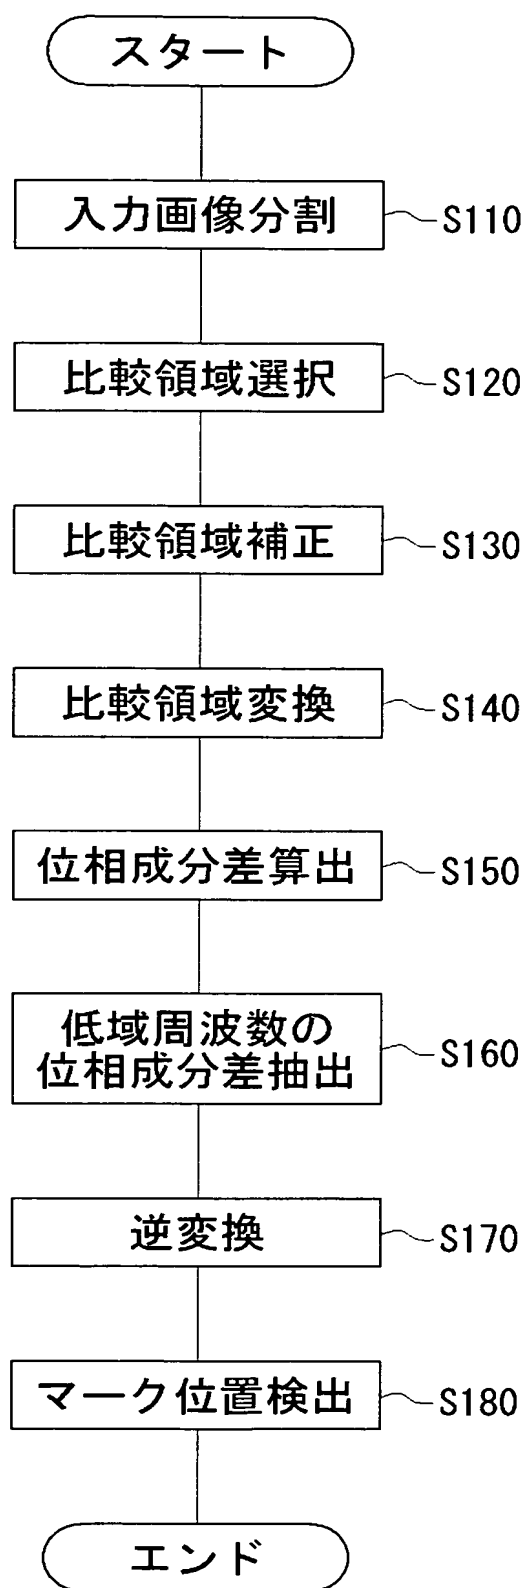 スタート
入力画像分割 S110
比較領域選択 S120
比較領域補正 S130
比較領域変換 S140
位相成分差算出 S150
低域周波数の
位相成分差抽出 S160
逆変換 S170
マーク位置検出 S180
エンド